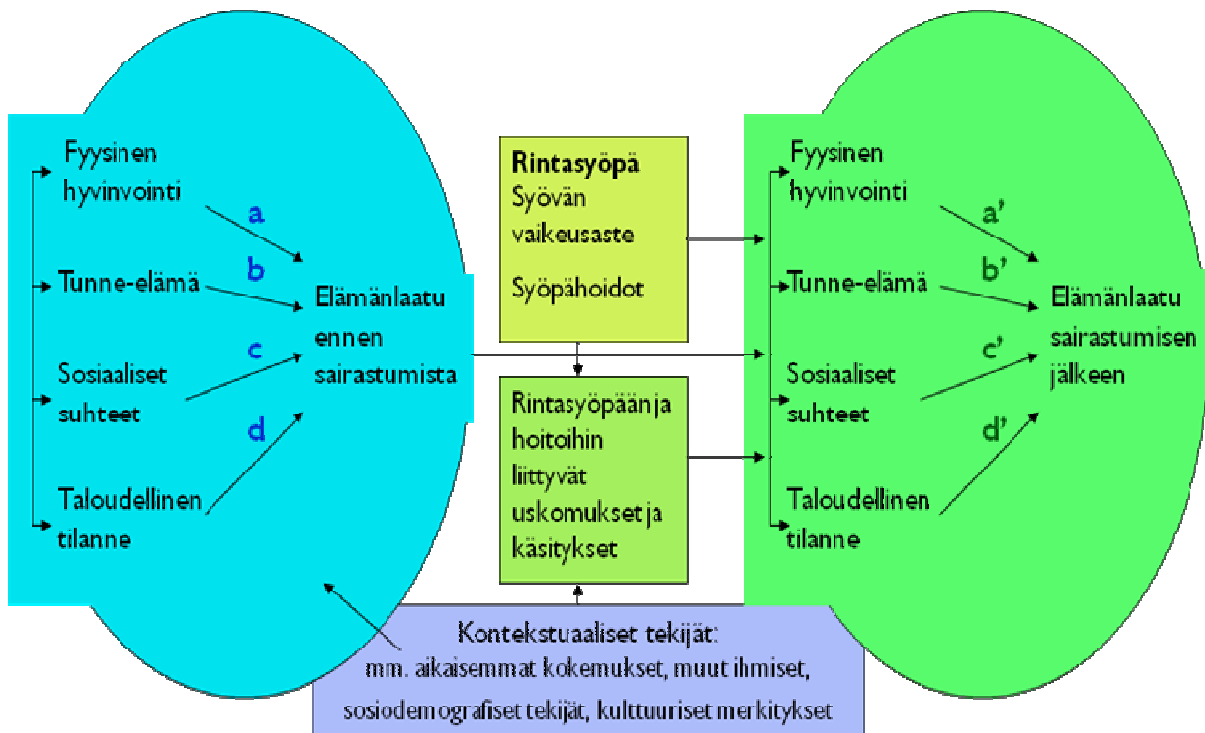 Fyysinen
hyvinvointi
a
Tunne-elämä
b
Elämänlaatu
ennen
sairastumista
Sosiaaliset
suhteet
c
d
Taloudellinen
tilanne
Rintasyöpä
Syövän
vaikeusaste
Syöpähoidot
Rintasyöpään ja
hoitoihin
liittyvät
uskomukset ja
käsitykset
Kontekstuaaliset tekijät:
mm. aikaisemmat kokemukset, muut ihmiset,
sosiodemografiset tekijät, kulttuuriset merkitykset
Fyysinen
hyvinvointi
a'
Tunne-elämä
b'
Elämänlaatu
sairastumisen
jälkeen
Sosiaaliset
suhteet
c'
d'
Taloudellinen
tilanne